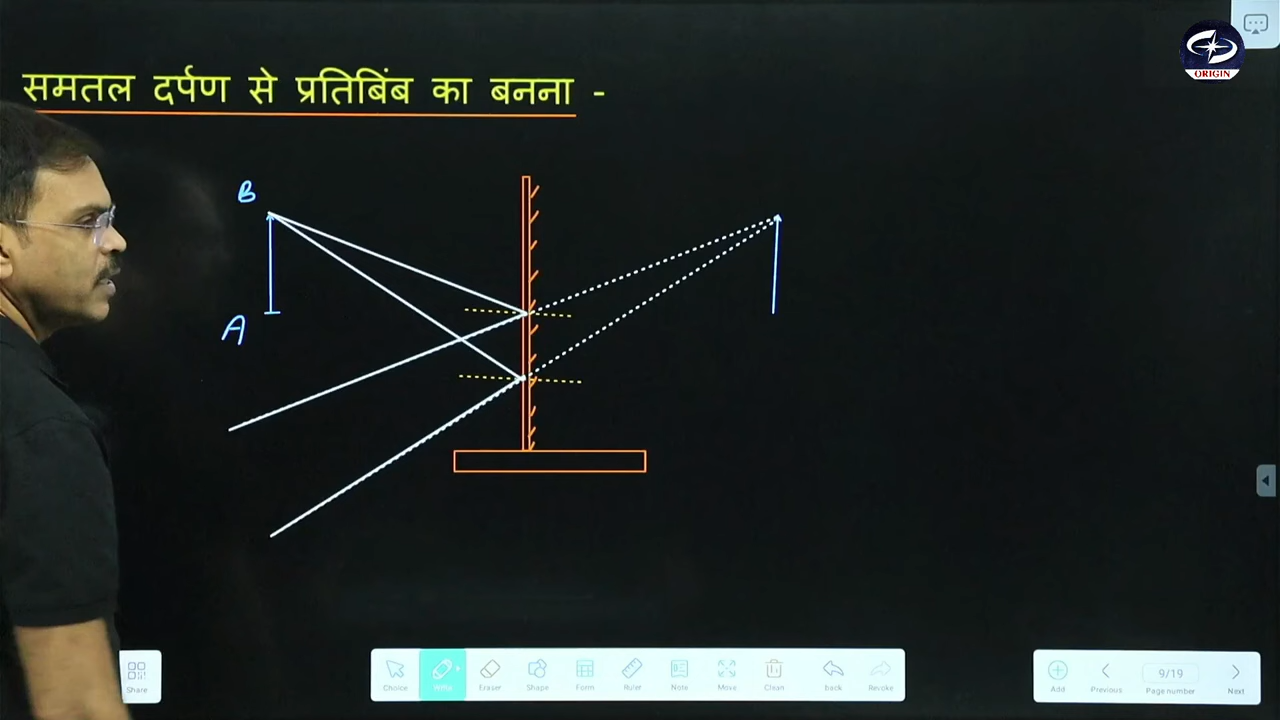 समतल दर्पण से प्रतिबिंब का बनना -
ORIGIN
B
A
Share
Choice
Write
Eraser
Shape
Form
Ruler
Note
Move
Clean
back
Revoke
Add
Previous
9/19
Page number
Next